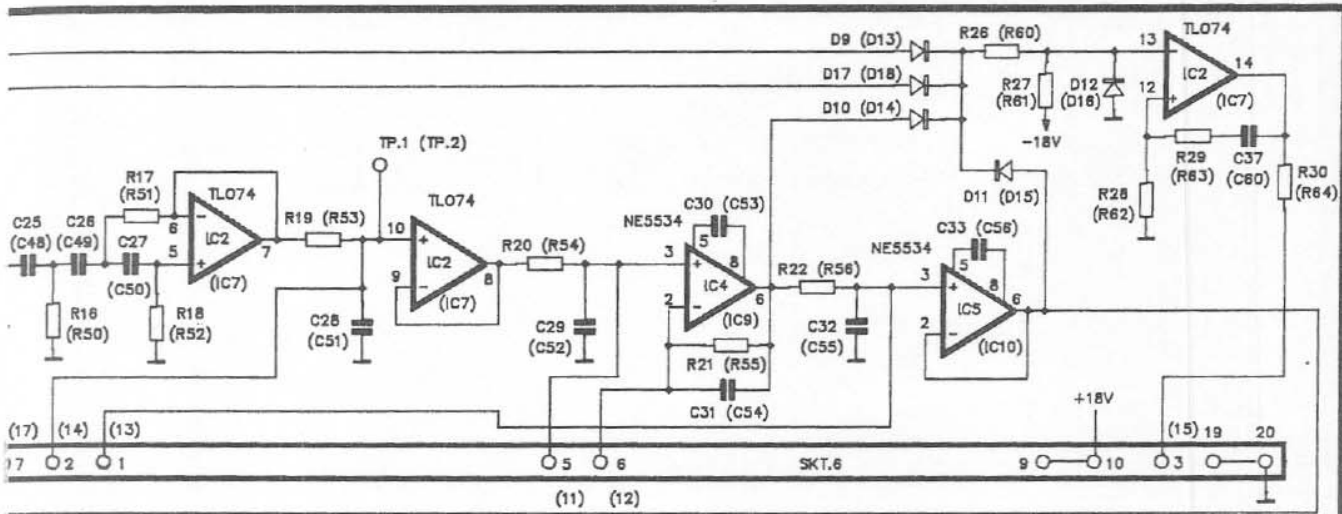 TL074
D9 (D13)
R26 (R60)
13
14
IC2
(IC7)
12
D17 (D18)
R27
(R61)
D12
(D16)
D10 (D14)
-18V
TP.1 (TP.2)
R29
(R63)
C37
(C60)
R30
(R64)
R28
(R62)
D11 (D15)
R17
(R51)
TL074
6
IC2
5
7
(IC7)
C25
(C48)
C26
(C49)
C27
(C50)
R16
(R50)
R18
(R52)
R19 (R53)
TL074
10
IC2
9
8
(IC7)
C28
(C51)
R20 (R54)
C29
(C52)
C30 (C53)
NE5534
5
8
3
IC4
6
2
(IC9)
R21 (R55)
C31 (C54)
R22 (R56)
C32
(C55)
NE5534
C33 (C56)
5
8
3
IC5
6
2
(IC10)
+18V
(17) (14) (13)
(15) 19 20
7 2 1 5 6 SKT.6 9 10 3
(11) (12)